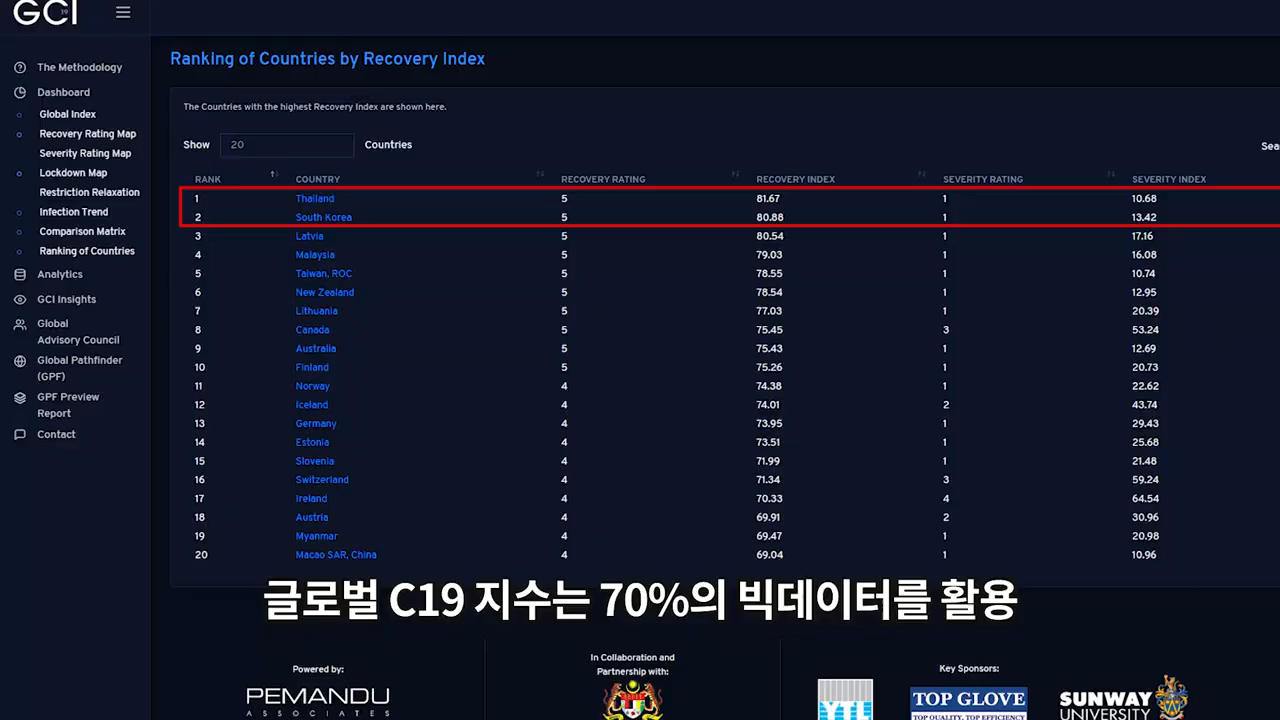 GCI 19
The Methodology
Dashboard
Global Index
Recovery Rating Map
Severity Rating Map
Lockdown Map
Restriction Relaxation
Infection Trend
Comparison Matrix
Ranking of Countries
Analytics
GCI Insights
Global
Advisory Council
Global Pathfinder
(GPF)
GPF Preview
Report
Contact
Ranking of Countries by Recovery Index
The Countries with the highest Recovery Index are shown here.
Show 20 Countries
RANK COUNTRY RECOVERY RATING RECOVERY INDEX SEVERITY RATING SEVERITY INDEX
1 Thailand 5 81.67 1 10.68
2 South Korea 5 80.88 1 13.42
3 Latvia 5 80.54 1 17.16
4 Malaysia 5 79.03 1 16.08
5 Taiwan, ROC 5 78.55 1 10.74
6 New Zealand 5 78.54 1 12.95
7 Lithuania 5 77.03 1 20.39
8 Canada 5 75.45 3 53.24
9 Australia 5 75.43 1 12.69
10 Finland 5 75.26 1 20.73
11 Norway 4 74.38 1 22.62
12 Iceland 4 74.01 2 43.74
13 Germany 4 73.95 1 29.43
14 Estonia 4 73.51 1 25.68
15 Slovenia 4 71.99 1 21.48
16 Switzerland 4 71.34 3 59.24
17 Ireland 4 70.33 4 64.54
18 Austria 4 69.91 2 30.96
19 Myanmar 4 69.47 1 20.98
20 Macao SAR, China 4 69.04 1 10.96
글로벌 C19 지수는 70%의 빅데이터를 활용
Powered by:
PEMANDU
ASSOCIATES
In Collaboration and
Partnership with:
Key Sponsors:
YTL
TOP GLOVE
TOP QUALITY, TOP EFFICIENCY
SUNWAY
UNIVERSITY